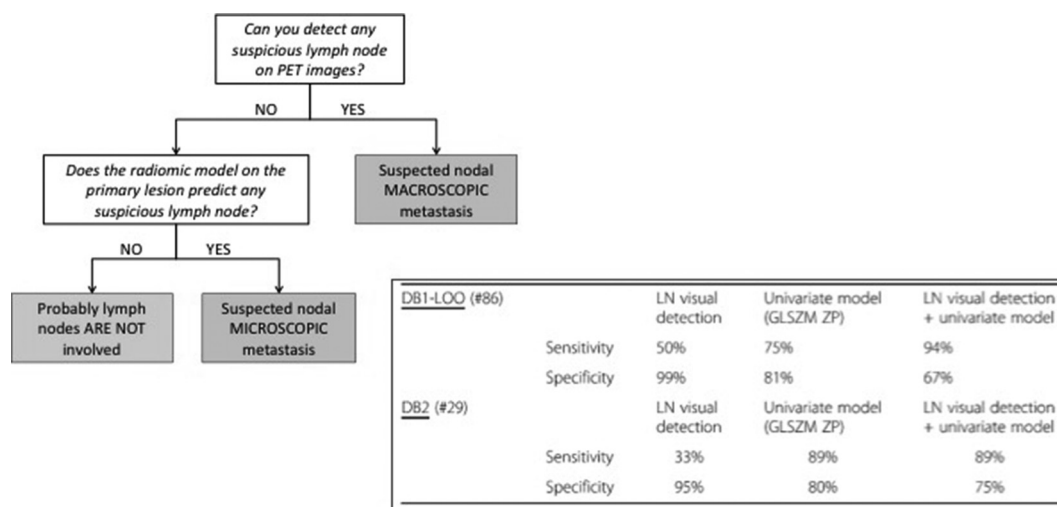 Can you detect any
suspicious lymph node
on PET images?
NO YES
Does the radiomic model on the
primary lesion predict any
suspicious lymph node?
Suspected nodal
MACROSCOPIC
metastasis
NO YES
Probably lymph
nodes ARE NOT
involved
Suspected nodal
MICROSCOPIC
metastasis
DB1-LOO (#86) LN visual detection Univariate model (GLSZM ZP) LN visual detection + univariate model
Sensitivity 50% 75% 94%
Specificity 99% 81% 67%
DB2 (#29) LN visual detection Univariate model (GLSZM ZP) LN visual detection + univariate model
Sensitivity 33% 89% 89%
Specificity 95% 80% 75%